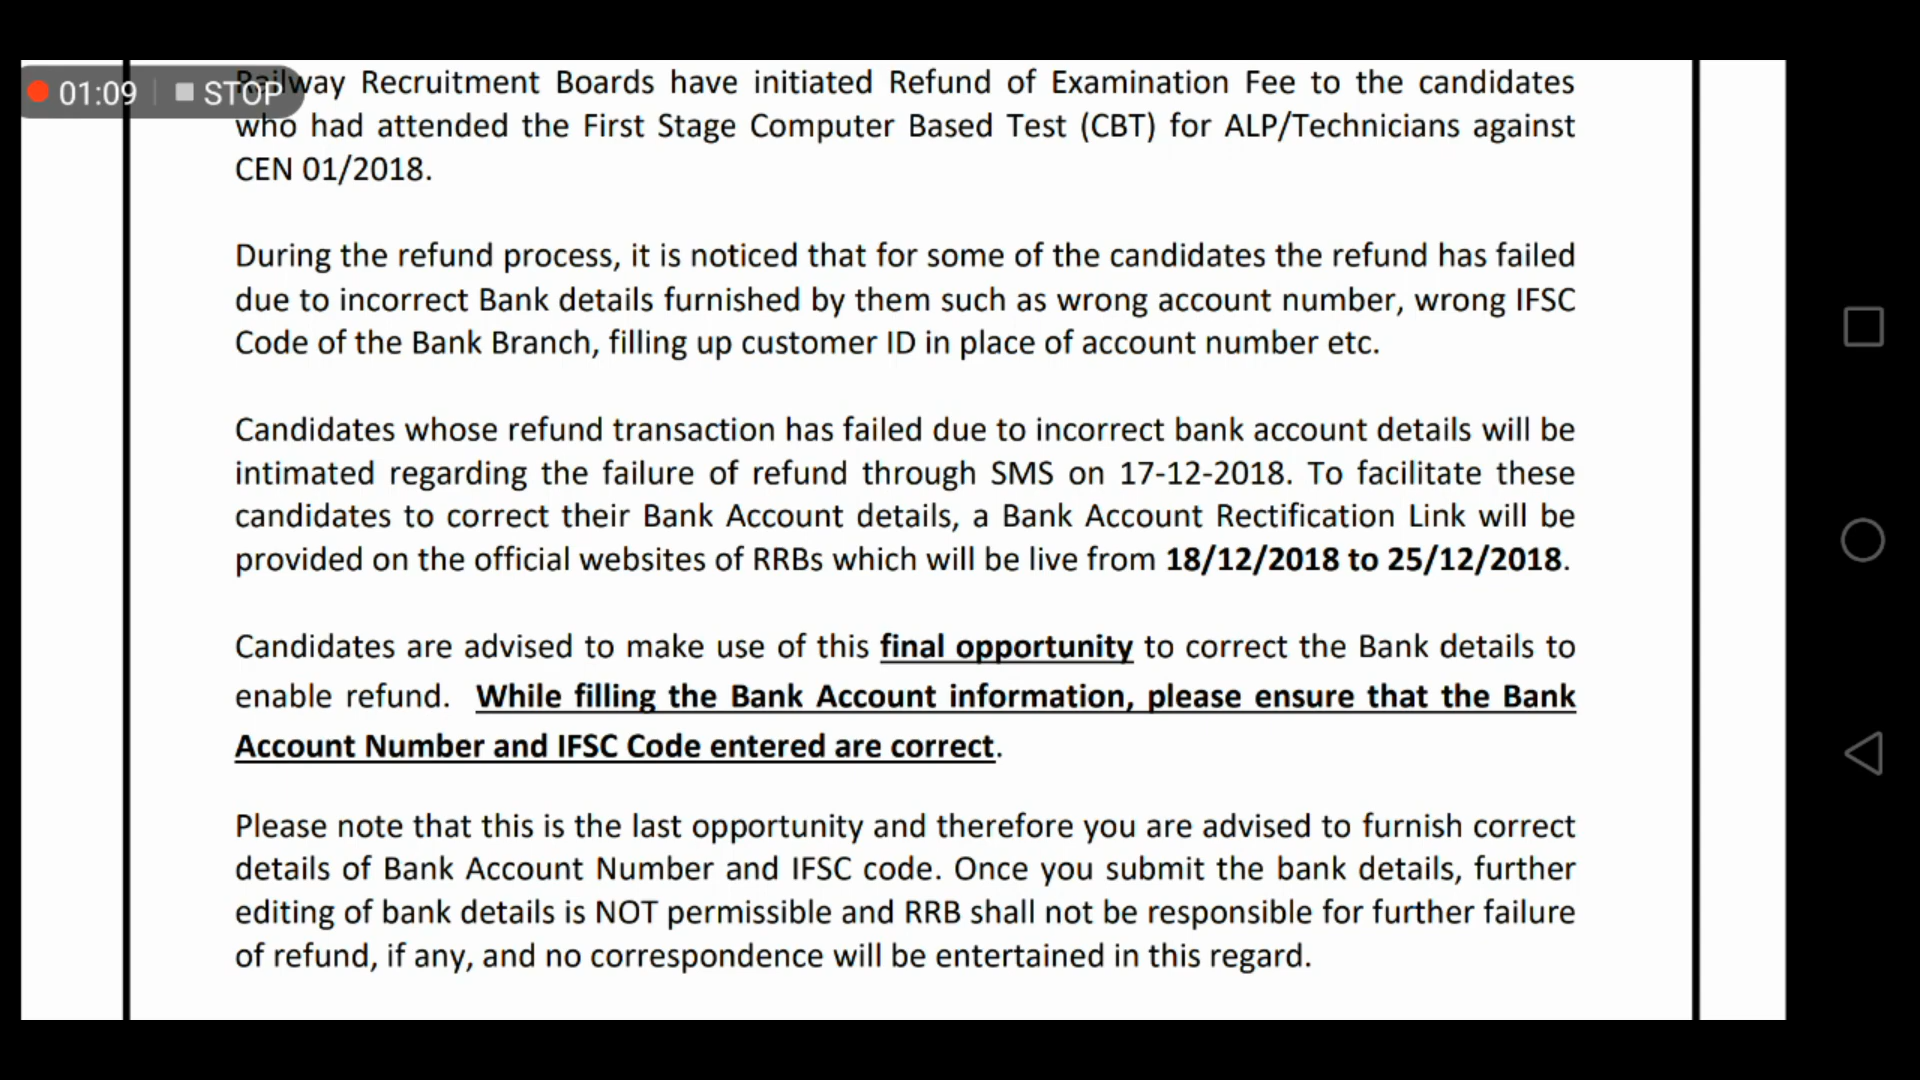 01:09 STOP
Railway Recruitment Boards have initiated Refund of Examination Fee to the candidates
who had attended the First Stage Computer Based Test (CBT) for ALP/Technicians against
CEN 01/2018.
During the refund process, it is noticed that for some of the candidates the refund has failed
due to incorrect Bank details furnished by them such as wrong account number, wrong IFSC
Code of the Bank Branch, filling up customer ID in place of account number etc.
Candidates whose refund transaction has failed due to incorrect bank account details will be
intimated regarding the failure of refund through SMS on 17-12-2018. To facilitate these
candidates to correct their Bank Account details, a Bank Account Rectification Link will be
provided on the official websites of RRBs which will be live from 18/12/2018 to 25/12/2018.
Candidates are advised to make use of this final opportunity to correct the Bank details to
enable refund. While filling the Bank Account information, please ensure that the Bank
Account Number and IFSC Code entered are correct.
Please note that this is the last opportunity and therefore you are advised to furnish correct
details of Bank Account Number and IFSC code. Once you submit the bank details, further
editing of bank details is NOT permissible and RRB shall not be responsible for further failure
of refund, if any, and no correspondence will be entertained in this regard.